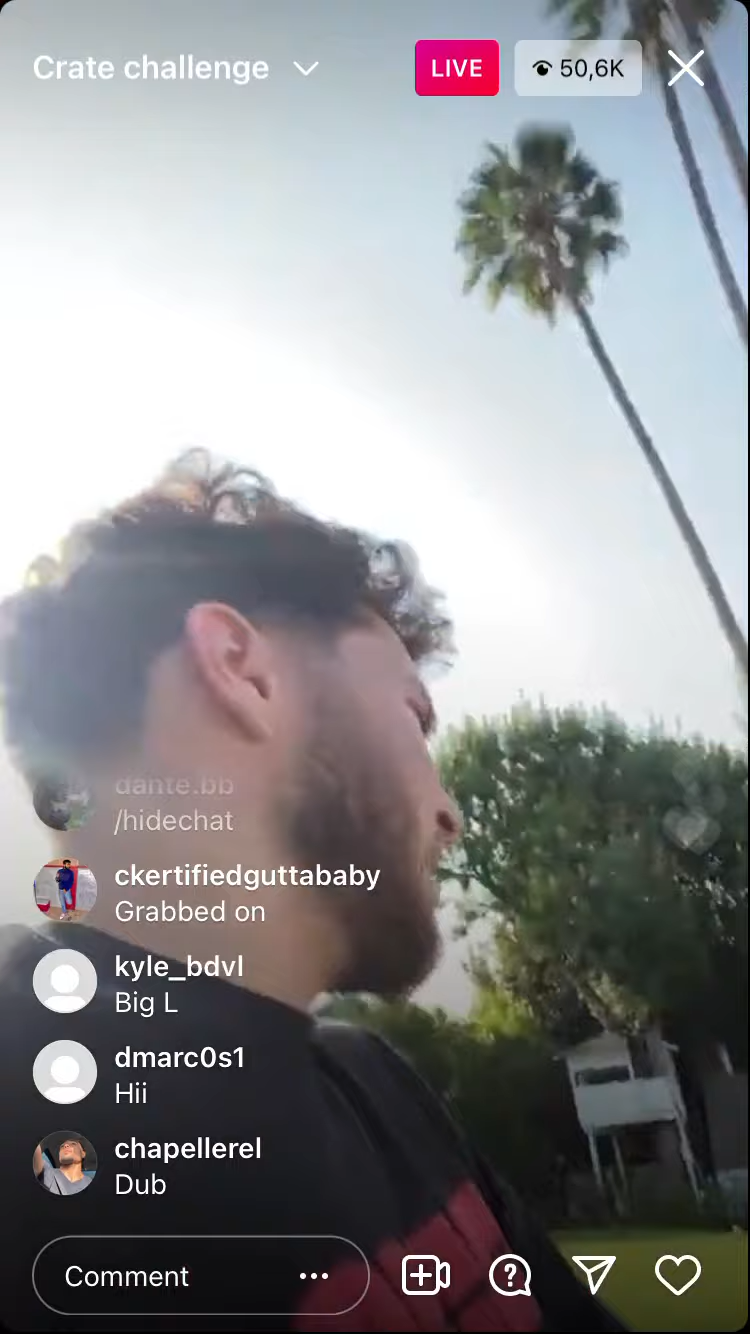 Crate challenge
LIVE
50,6K
dante.bb
/hidechat
ckertifiedguttababy
Grabbed on
kyle_bdvl
Big L
dmarc0s1
Hii
chapellerel
Dub
Comment